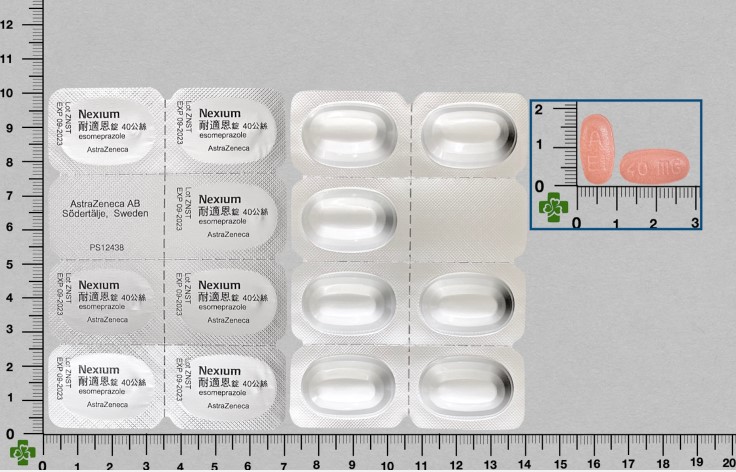 12
11
10
9
8
7
6
5
4
3
2
1
0
Lot ZNST
EXP 09-2023
Nexium
耐適恩錠 40公絲
esomeprazole
AstraZeneca
Lot ZNST
EXP 09-2023
Nexium
耐適恩錠 40公絲
esomeprazole
AstraZeneca
AstraZeneca AB
Södertälje, Sweden
PS12438
Lot ZNST
EXP 09-2023
Nexium
耐適恩錠 40公絲
esomeprazole
AstraZeneca
Lot ZNST
EXP 09-2023
Nexium
耐適恩錠 40公絲
esomeprazole
AstraZeneca
Lot ZNST
EXP 09-2023
Nexium
耐適恩錠 40公絲
esomeprazole
AstraZeneca
Lot ZNST
EXP 09-2023
Nexium
耐適恩錠 40公絲
esomeprazole
AstraZeneca
Lot ZNST
EXP 09-2023
Nexium
耐適恩錠 40公絲
esomeprazole
AstraZeneca
2
1
0
A
40 mG
0 1 2 3
0 1 2 3 4 5 6 7 8 9 10 11 12 13 14 15 16 17 18 19 20